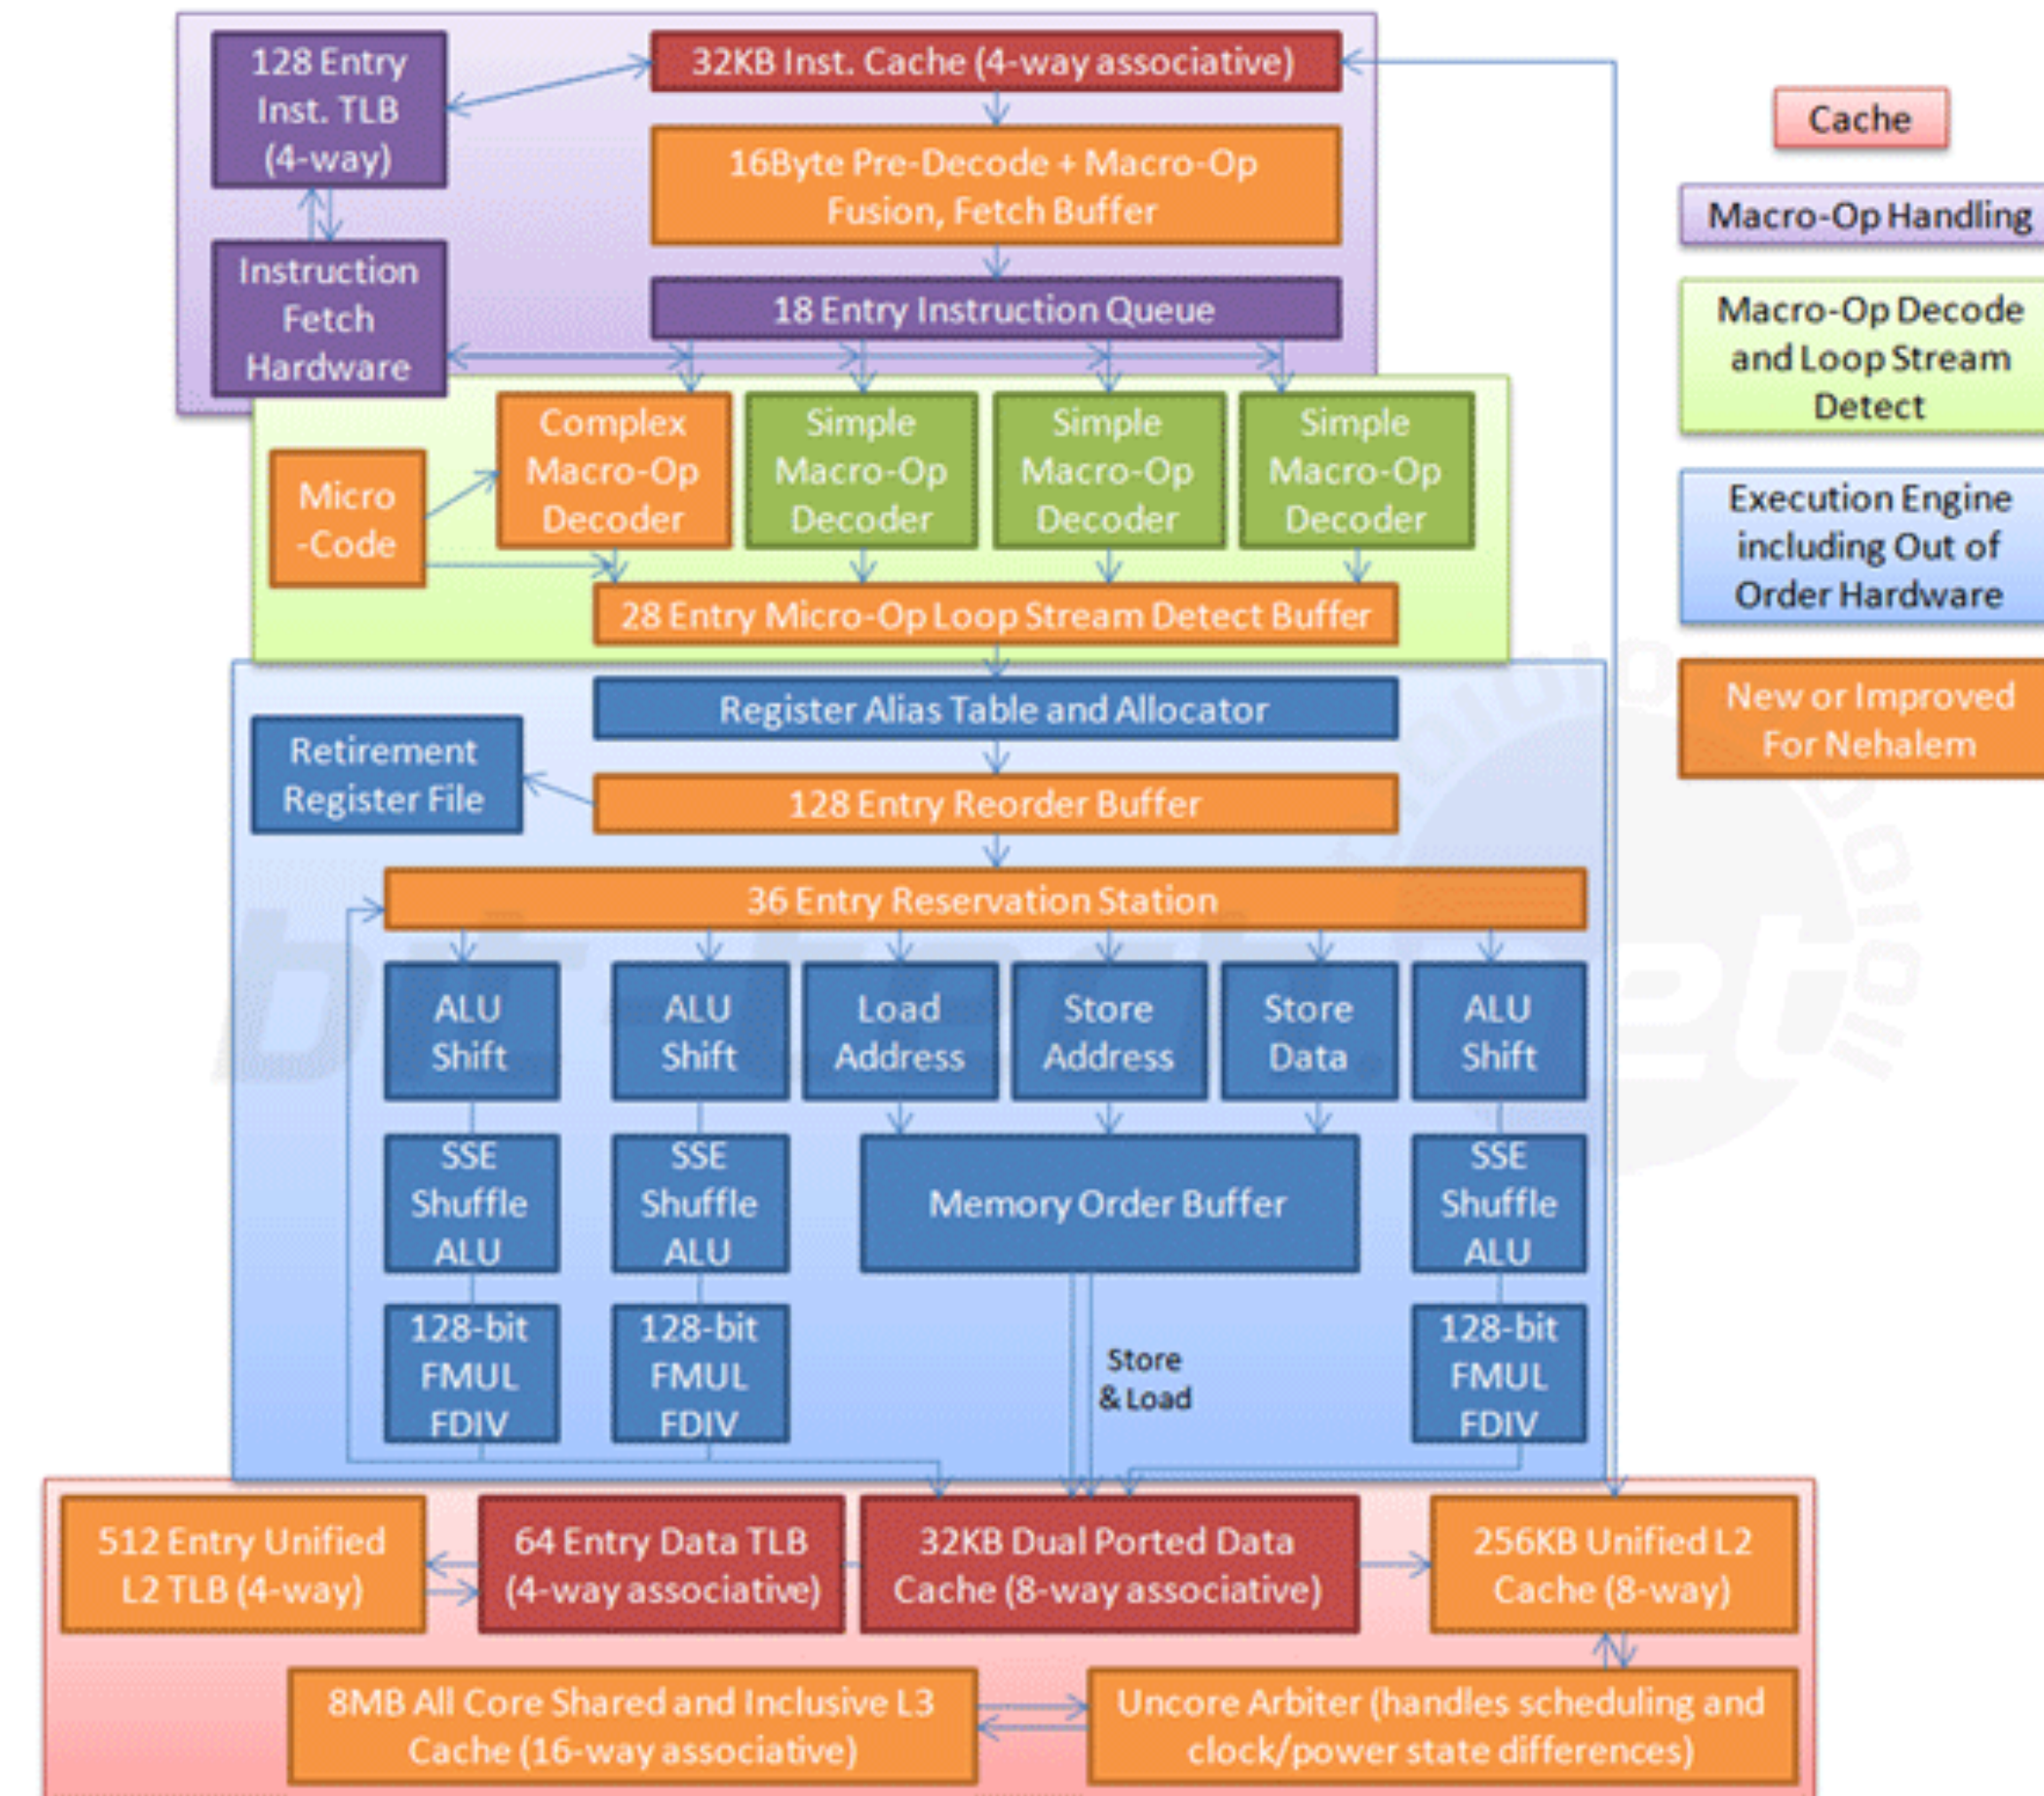 128 Entry
Inst. TLB
(4-way)
32KB Inst. Cache (4-way associative)
16Byte Pre-Decode + Macro-Op
Fusion, Fetch Buffer
Instruction
Fetch
Hardware
18 Entry Instruction Queue
Micro
-Code
Complex
Macro-Op
Decoder
Simple
Macro-Op
Decoder
Simple
Macro-Op
Decoder
Simple
Macro-Op
Decoder
28 Entry Micro-Op Loop Stream Detect Buffer
Register Alias Table and Allocator
Retirement
Register File
128 Entry Reorder Buffer
36 Entry Reservation Station
ALU
Shift
ALU
Shift
Load
Address
Store
Address
Store
Data
ALU
Shift
SSE
Shuffle
ALU
SSE
Shuffle
ALU
Memory Order Buffer
SSE
Shuffle
ALU
128-bit
FMUL
FDIV
128-bit
FMUL
FDIV
Store
& Load
128-bit
FMUL
FDIV
512 Entry Unified
L2 TLB (4-way)
64 Entry Data TLB
(4-way associative)
32KB Dual Ported Data
Cache (8-way associative)
256KB Unified L2
Cache (8-way)
8MB All Core Shared and Inclusive L3
Cache (16-way associative)
Uncore Arbiter (handles scheduling and
clock/power state differences)
Cache
Macro-Op Handling
Macro-Op Decode
and Loop Stream
Detect
Execution Engine
including Out of
Order Hardware
New or Improved
For Nehalem
bit-tech.net